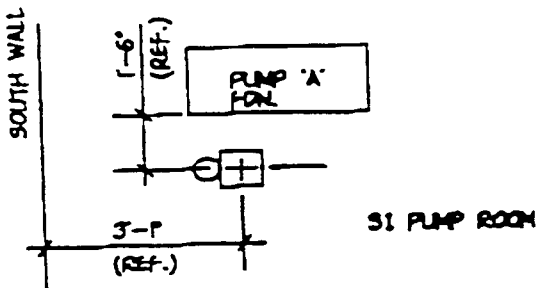 SOUTH WALL
1'-6"
(REF.)
PUMP 'A'
FDN.
(REF.)
SI PUMP ROOM